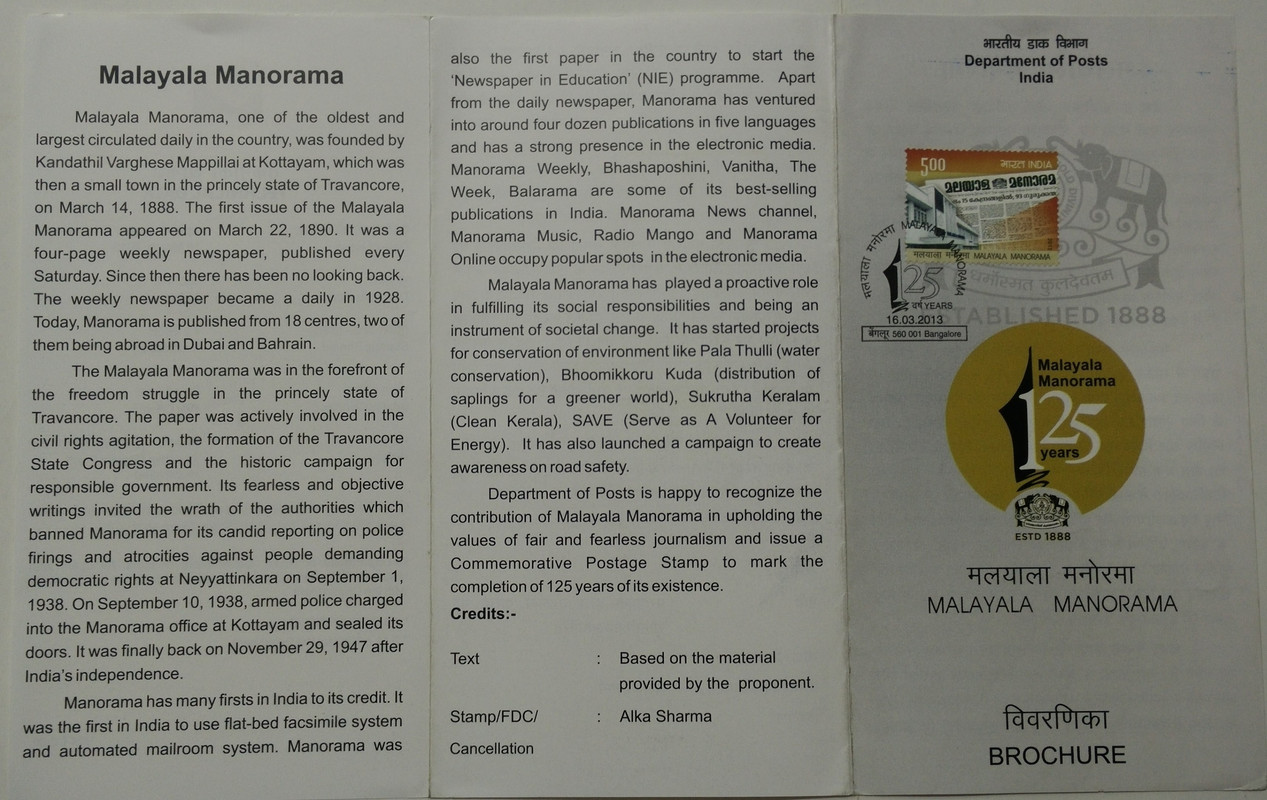 Malayala Manorama
Malayala Manorama, one of the oldest and
largest circulated daily in the country, was founded by
Kandathil Varghese Mappillai at Kottayam, which was
then a small town in the princely state of Travancore,
on March 14, 1888. The first issue of the Malayala
Manorama appeared on March 22, 1890. It was a
four-page weekly newspaper, published every
Saturday. Since then there has been no looking back.
The weekly newspaper became a daily in 1928.
Today, Manorama is published from 18 centres, two of
them being abroad in Dubai and Bahrain.
The Malayala Manorama was in the forefront of
the freedom struggle in the princely state of
Travancore. The paper was actively involved in the
civil rights agitation, the formation of the Travancore
State Congress and the historic campaign for
responsible government. Its fearless and objective
writings invited the wrath of the authorities which
banned Manorama for its candid reporting on police
firings and atrocities against people demanding
democratic rights at Neyyattinkara on September 1,
1938. On September 10, 1938, armed police charged
into the Manorama office at Kottayam and sealed its
doors. It was finally back on November 29, 1947 after
India's independence.
Manorama has many firsts in India to its credit. It
was the first in India to use flat-bed facsimile system
and automated mailroom system. Manorama was
also the first paper in the country to start the
'Newspaper in Education' (NIE) programme. Apart
from the daily newspaper, Manorama has ventured
into around four dozen publications in five languages
and has a strong presence in the electronic media.
Manorama Weekly, Bhashaposhini, Vanitha, The
Week, Balarama are some of its best-selling
publications in India. Manorama News channel,
Manorama Music, Radio Mango and Manorama
Online occupy popular spots in the electronic media.
Malayala Manorama has played a proactive role
in fulfilling its social responsibilities and being an
instrument of societal change. It has started projects
for conservation of environment like Pala Thulli (water
conservation), Bhoomikkoru Kuda (distribution of
saplings for a greener world), Sukrutha Keralam
(Clean Kerala), SAVE (Serve as A Volunteer for
Energy). It has also launched a campaign to create
awareness on road safety.
Department of Posts is happy to recognize the
contribution of Malayala Manorama in upholding the
values of fair and fearless journalism and issue a
Commemorative Postage Stamp to mark the
completion of 125 years of its existence.
Credits:-
Text : Based on the material
provided by the proponent.
Stamp/FDC/ : Alka Sharma
Cancellation
भारतीय डाक विभाग
Department of Posts
India
5.00 भारत INDIA
മലയാള മനോരമ
मलयाला मनोरमा MALAYALA MANORAMA
मलयाला मनोरमा MALAYALA MANORAMA
125
वर्ष YEARS
16.03.2013
बेंगलूर 560 001 Bangalore
धर्मोस्मत कुलदैवतम
ESTABLISHED 1888
Malayala
Manorama
125
years
ESTD 1888
मलयाला मनोरमा
MALAYALA MANORAMA
विवरणिका
BROCHURE